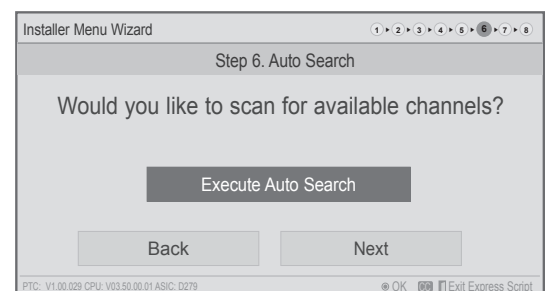 Installer Menu Wizard 1 ▸ 2 ▸ 3 ▸ 4 ▸ 5 ▸ 6 ▸ 7 ▸ 8
Step 6. Auto Search
Would you like to scan for available channels?
Execute Auto Search
Back Next
PTC: V1.00.029 CPU: V03.50.00.01 ASIC: D279 ◉ OK CC Exit Express Script